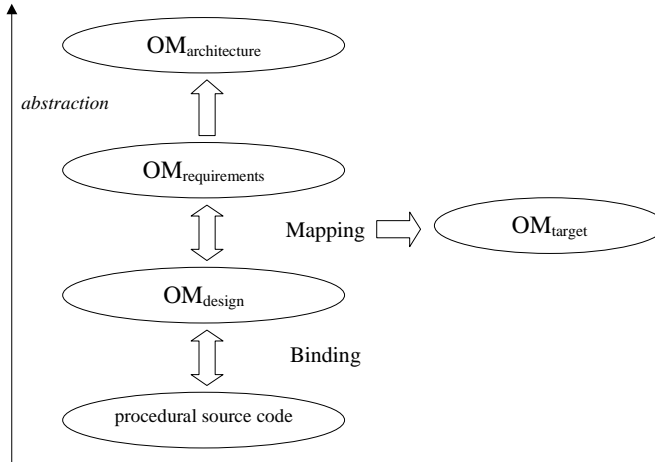 OMarchitecture
abstraction
OMrequirements
Mapping
OMtarget
OMdesign
Binding
procedural source code